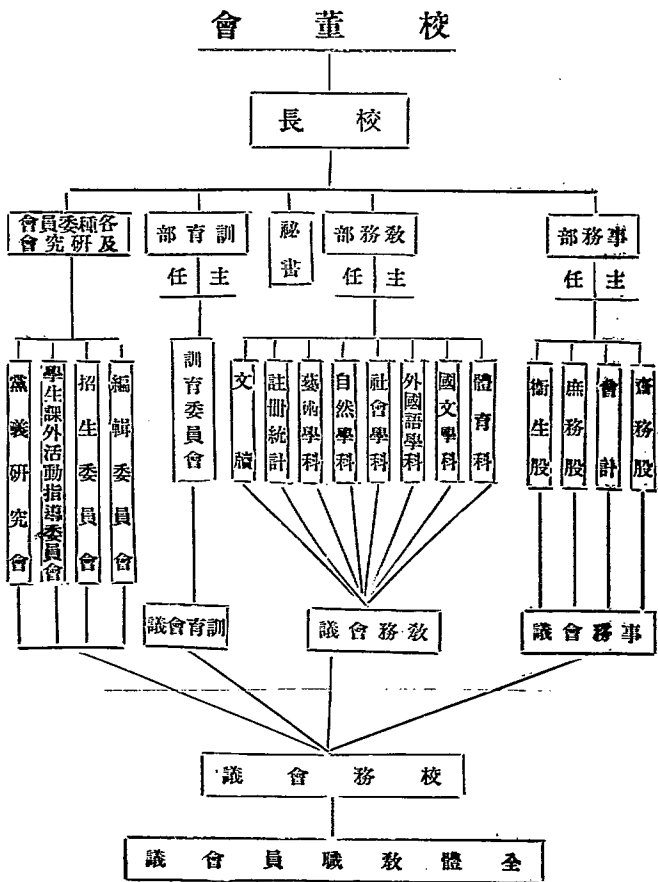 校董會
校長
事務部
敎務部
祕書
訓育部
各種委員會
及研究會
主任
主任
主任
齋務股
會計
庶務股
衛生股
體育科
國文學科
外國語學科
社會學科
自然學科
藝術學科
註冊統計
文牘
訓育委員會
編輯委員會
招生委員會
學生課外活動指導委員會
黨義研究會
事務會議
敎務會議
訓育會議
校務會議
全體敎職員會議